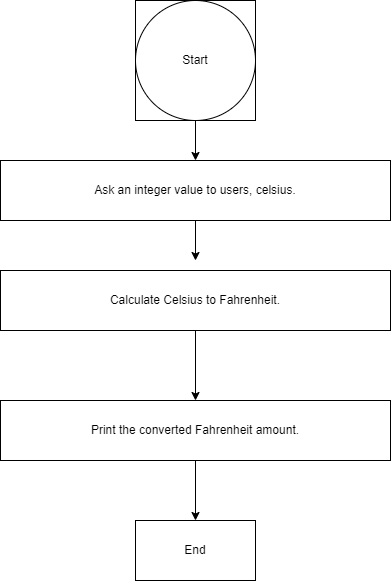 Start
Ask an integer value to users, celsius.
Calculate Celsius to Fahrenheit.
Print the converted Fahrenheit amount.
End